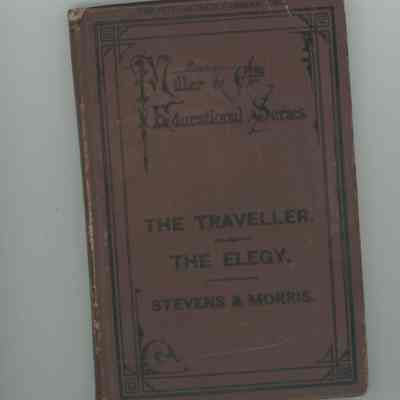 Miller & Co's
Educational Series.
THE TRAVELLER.
THE ELEGY.
STEVENS & MORRIS.